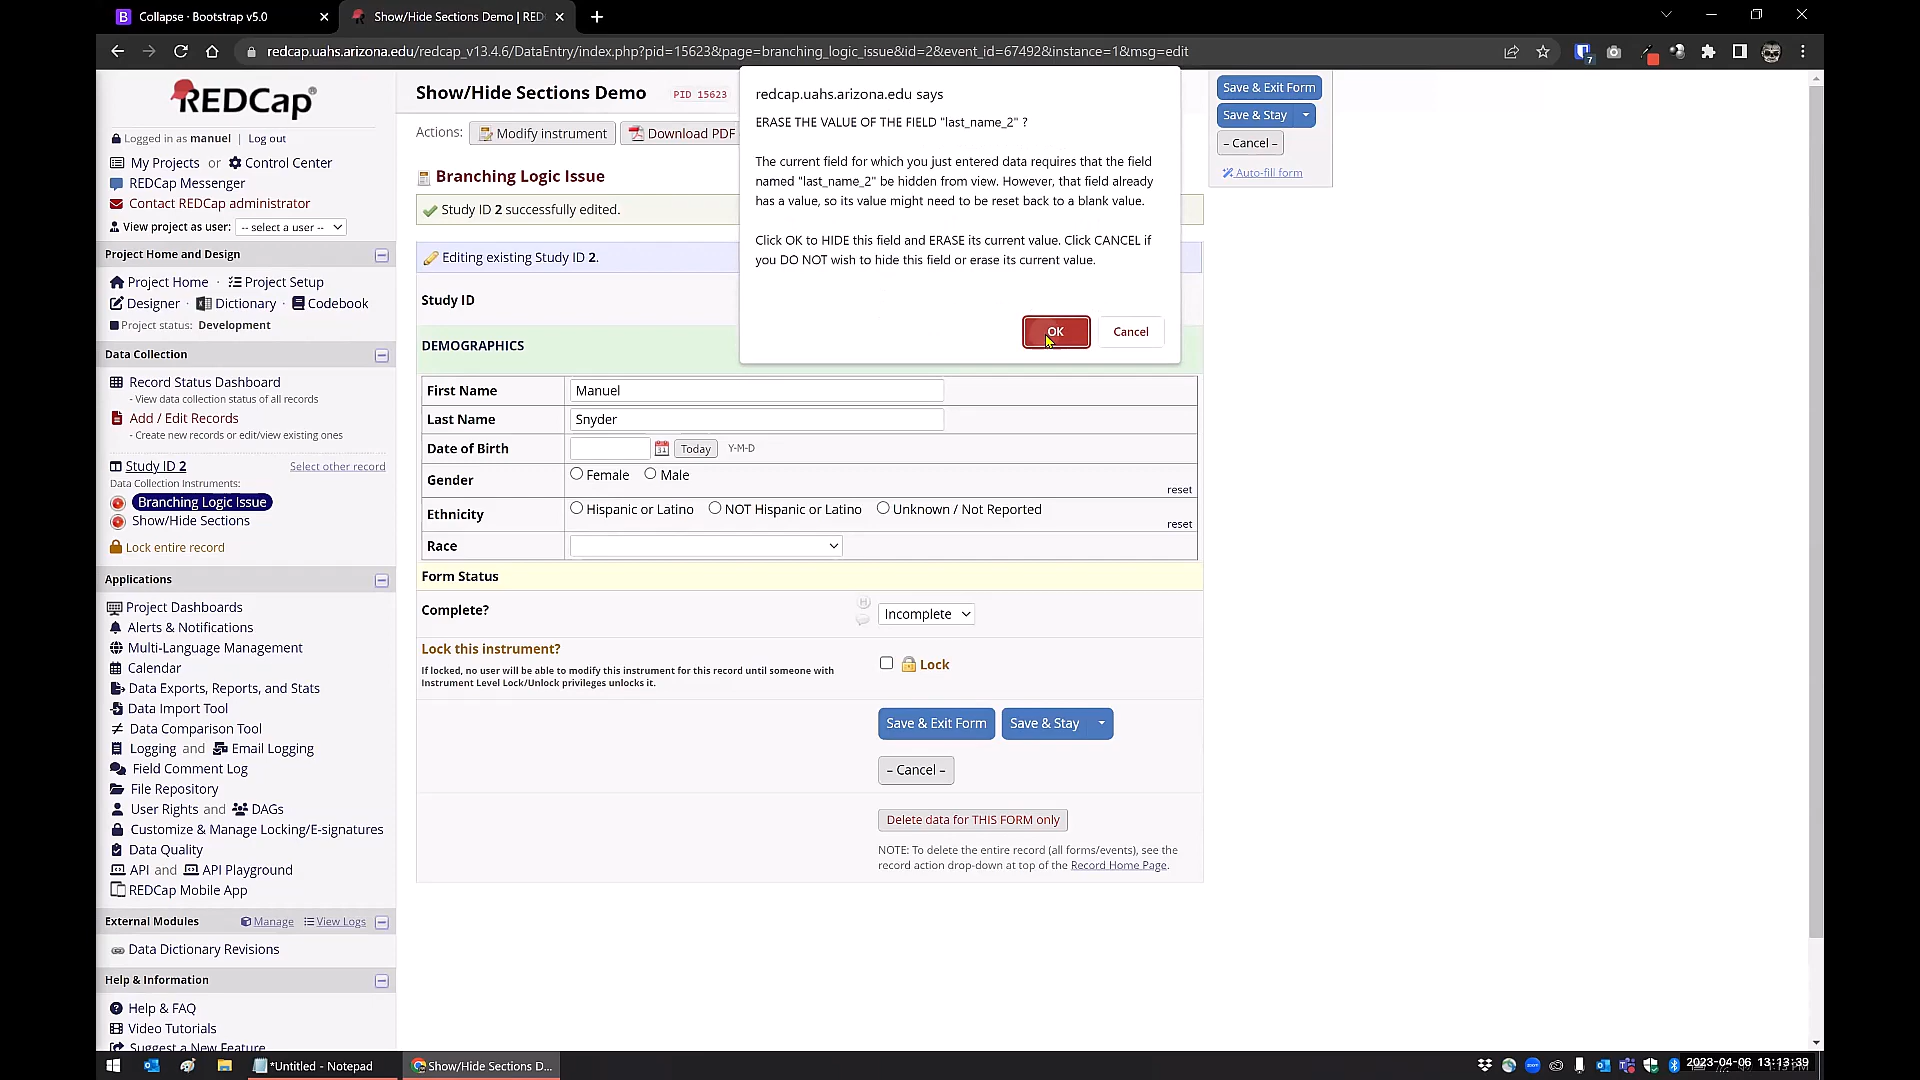 Collapse · Bootstrap v5.0
Show/Hide Sections Demo | RED
redcap.uahs.arizona.edu/redcap_v13.4.6/DataEntry/index.php?pid=15623&page=branching_logic_issue&id=2&event_id=67492&instance=1&msg=edit
REDCap
Logged in as manuel | Log out
My Projects or Control Center
REDCap Messenger
Contact REDCap administrator
View project as user: -- select a user --
Project Home and Design
Project Home · Project Setup
Designer · Dictionary · Codebook
Project status: Development
Data Collection
Record Status Dashboard
- View data collection status of all records
Add / Edit Records
- Create new records or edit/view existing ones
Study ID 2 Select other record
Data Collection Instruments:
Branching Logic Issue
Show/Hide Sections
Lock entire record
Applications
Project Dashboards
Alerts & Notifications
Multi-Language Management
Calendar
Data Exports, Reports, and Stats
Data Import Tool
Data Comparison Tool
Logging and Email Logging
Field Comment Log
File Repository
User Rights and DAGs
Customize & Manage Locking/E-signatures
Data Quality
API and API Playground
REDCap Mobile App
External Modules Manage View Logs
Data Dictionary Revisions
Help & Information
Help & FAQ
Video Tutorials
Suggest a New Feature
Show/Hide Sections Demo PID 15623
Actions: Modify instrument Download PDF
Branching Logic Issue
Study ID 2 successfully edited.
Editing existing Study ID 2.
Study ID
DEMOGRAPHICS
First Name Manuel
Last Name Snyder
Date of Birth 31 Today Y-M-D
Gender Female Male
reset
Ethnicity Hispanic or Latino NOT Hispanic or Latino Unknown / Not Reported
reset
Race
Form Status
Complete? H Incomplete
Lock this instrument?
If locked, no user will be able to modify this instrument for this record until someone with
Instrument Level Lock/Unlock privileges unlocks it.
Lock
Save & Exit Form Save & Stay
– Cancel –
Delete data for THIS FORM only
NOTE: To delete the entire record (all forms/events), see the
record action drop-down at top of the Record Home Page.
redcap.uahs.arizona.edu says
ERASE THE VALUE OF THE FIELD "last_name_2" ?
The current field for which you just entered data requires that the field
named "last_name_2" be hidden from view. However, that field already
has a value, so its value might need to be reset back to a blank value.
Click OK to HIDE this field and ERASE its current value. Click CANCEL if
you DO NOT wish to hide this field or erase its current value.
OK Cancel
Save & Exit Form
Save & Stay
– Cancel –
Auto-fill form
*Untitled - Notepad
Show/Hide Sections D...
2023-04-06 13:13:39